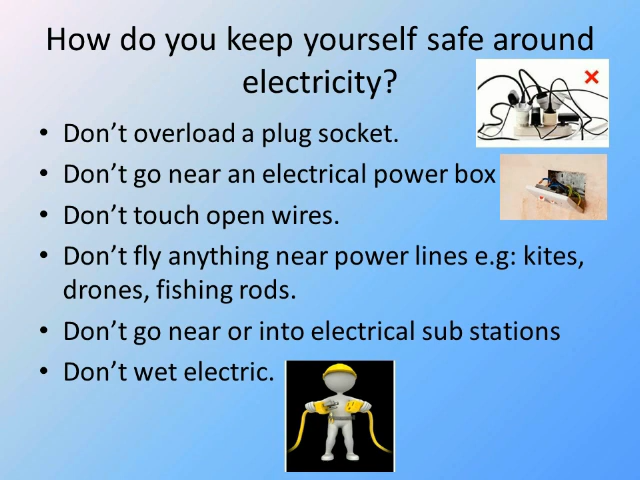 How do you keep yourself safe around
electricity?
• Don’t overload a plug socket.
• Don’t go near an electrical power box
• Don’t touch open wires.
• Don’t fly anything near power lines e.g: kites,
drones, fishing rods.
• Don’t go near or into electrical sub stations
• Don’t wet electric.